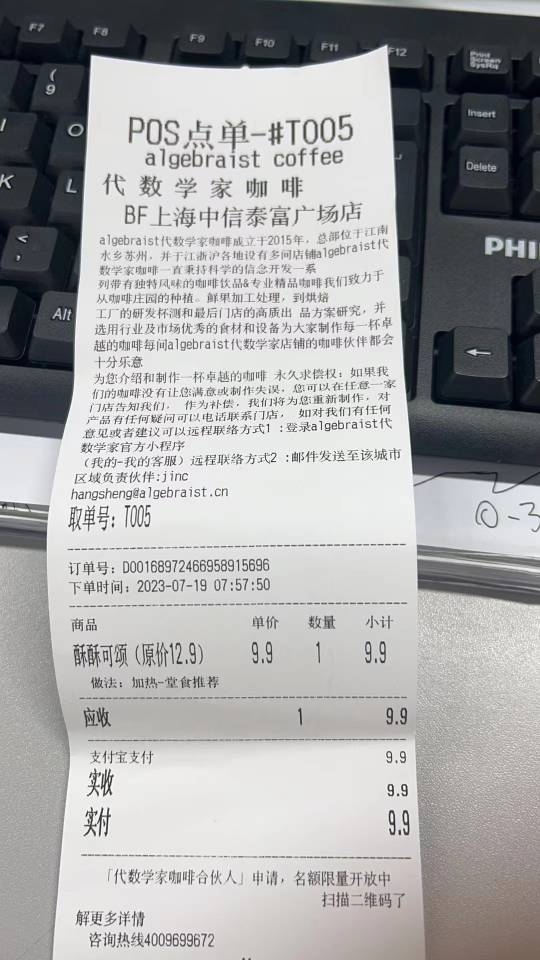 F7
F8
F9
F10
F11
F12
Print
Screen
SysRq
(
9
O
Insert
K
L
Delete
PHI
<
,
Alt
←
POS点单-#T005
algebraist coffee
代数学家咖啡
BF上海中信泰富广场店
algebraist代数学家咖啡成立于2015年，总部位于江南
水乡苏州，并于江浙沪各地设有多间店铺algebraist代
数学家咖啡一直秉持科学的信念开发一系
列带有独特风味的咖啡饮品&专业精品咖啡我们致力于
从咖啡庄园的种植。鲜果加工处理，到烘焙
工厂的研发杯测和最后门店的高质出 品方案研究，并
选用行业及市场优秀的食材和设备为大家制作每一杯卓
越的咖啡每间algebraist代数学家店铺的咖啡伙伴都会
十分乐意
为您介绍和制作一杯卓越的咖啡 永久求偿权：如果我
们的咖啡没有让您满意或制作失误，您可以在任意一家
门店告知我们， 作为补偿，我们将为您重新制作，对
产品有任何疑问可以电话联系门店， 如对我们有任何
意见或者建议可以远程联络方式1 :登录algebraist代
数学家官方小程序
（我的-我的客服）远程联络方式2 :邮件发送至该城市
区域负责伙伴:jinc
hangsheng@algebraist.cn
取单号：T005
订单号：D00168972466958915696
下单时间：2023-07-19 07:57:50
商品 单价 数量 小计
酥酥可颂（原价12.9） 9.9 1 9.9
做法：加热-堂食推荐
应收 1 9.9
支付宝支付 9.9
实收 9.9
实付 9.9
「代数学家咖啡合伙人」申请，名额限量开放中
扫描二维码了
解更多详情
咨询热线4009699672
0-3